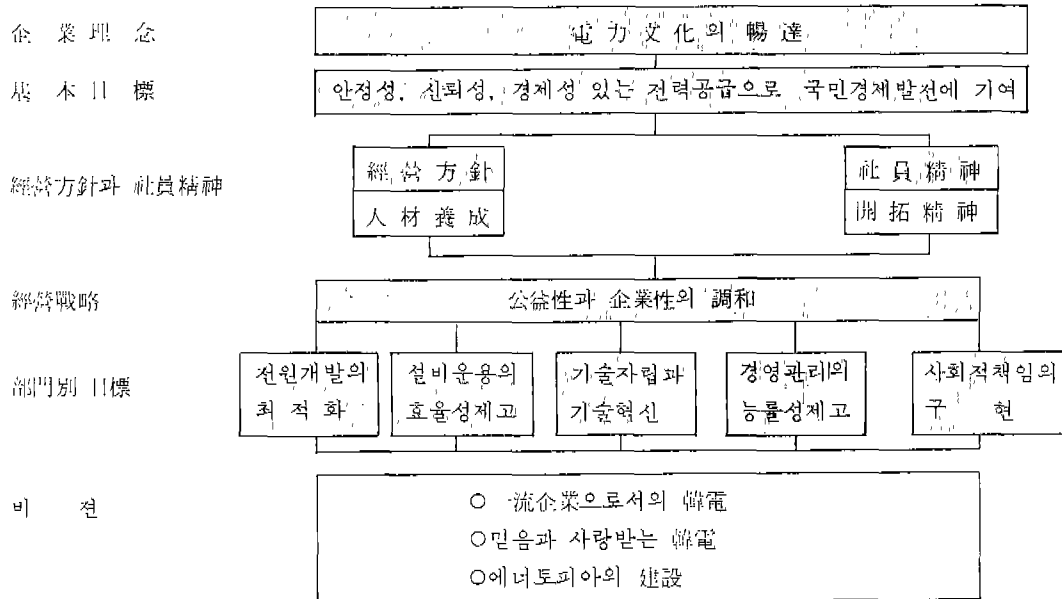 企業理念
電力文化의 暢達
基本目標
안정성, 신뢰성, 경제성 있는 전력공급으로 국민경제발전에 기여
經營方針과 社員精神
經營方針
人材養成
社員精神
開拓精神
經營戰略
公益性과 企業性의 調和
部門別 目標
전원개발의
최적화
설비운용의
효율성제고
기술자립과
기술혁신
경영관리의
능률성제고
사회적책임의
구현
비젼
○ 一流企業으로서의 韓電
○믿음과 사랑받는 韓電
○에너토피아의 建設